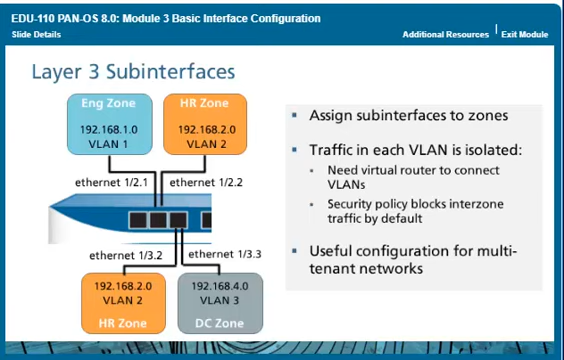 EDU-110 PAN-OS 8.0: Module 3 Basic Interface Configuration
Slide Details
Additional Resources
Exit Module
Layer 3 Subinterfaces
Eng Zone
192.168.1.0
VLAN 1
HR Zone
192.168.2.0
VLAN 2
ethernet 1/2.1
ethernet 1/2.2
ethernet 1/3.2
ethernet 1/3.3
192.168.2.0
VLAN 2
HR Zone
192.168.4.0
VLAN 3
DC Zone
Assign subinterfaces to zones
Traffic in each VLAN is isolated:
Need virtual router to connect
VLANs
Security policy blocks interzone
traffic by default
Useful configuration for multi-
tenant networks